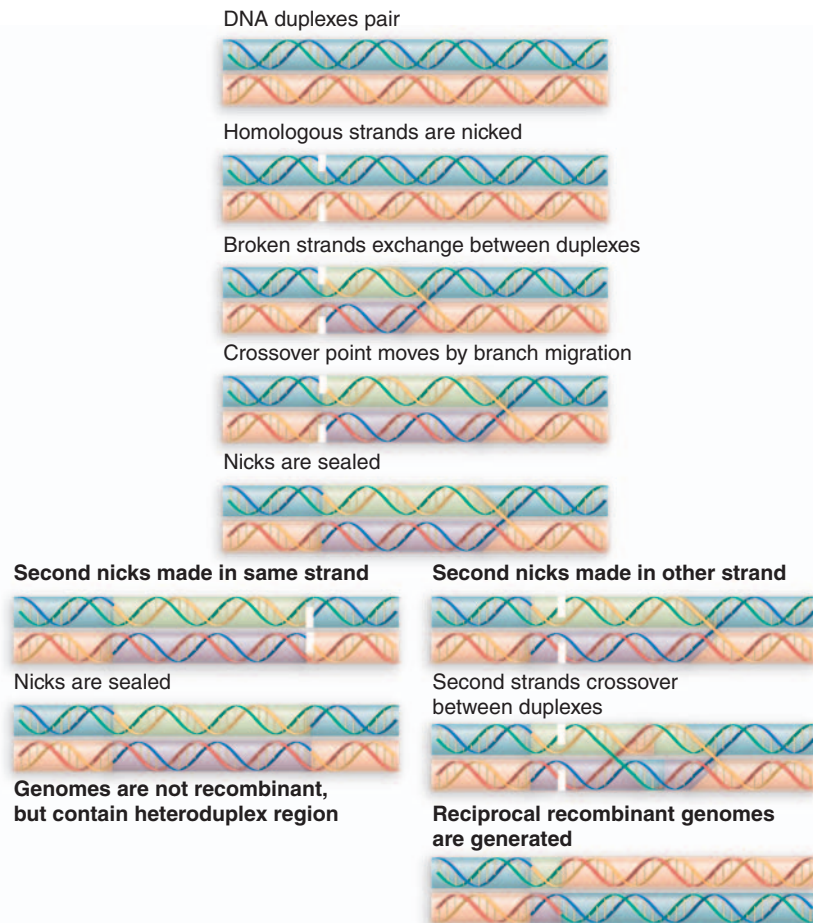 DNA duplexes pair
Homologous strands are nicked
Broken strands exchange between duplexes
Crossover point moves by branch migration
Nicks are sealed
Second nicks made in same strand
Nicks are sealed
Genomes are not recombinant,
but contain heteroduplex region
Second nicks made in other strand
Second strands crossover
between duplexes
Reciprocal recombinant genomes
are generated